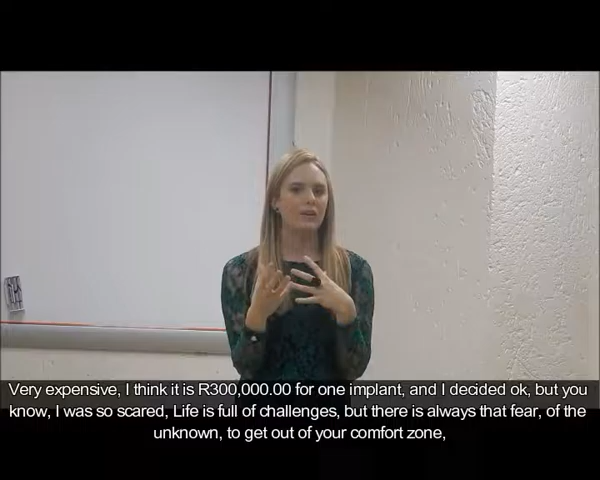 Very expensive, I think it is R300,000.00 for one implant, and I decided ok, but you
know, I was so scared, Life is full of challenges, but there is always that fear, of the
unknown, to get out of your comfort zone,